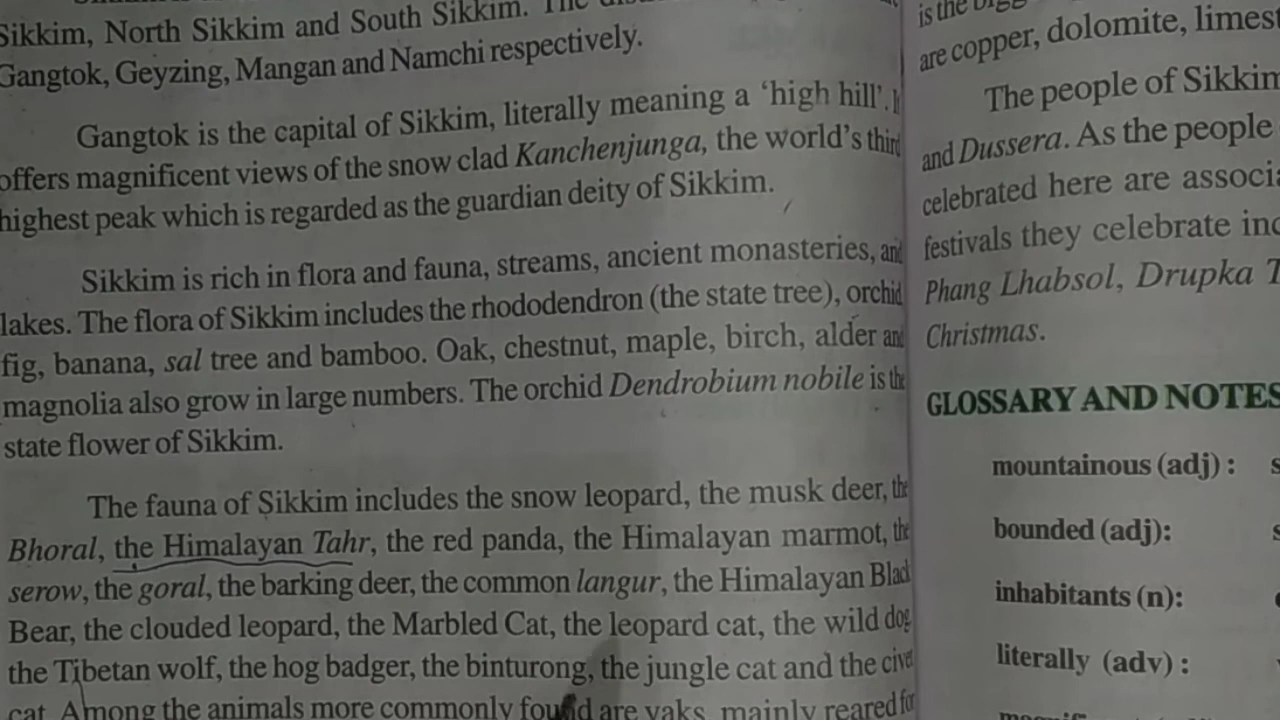 Sikkim, North Sikkim and South Sikkim. The
Gangtok, Geyzing, Mangan and Namchi respectively.
Gangtok is the capital of Sikkim, literally meaning a ‘high hill’. It
offers magnificent views of the snow clad Kanchenjunga, the world’s third
highest peak which is regarded as the guardian deity of Sikkim.
Sikkim is rich in flora and fauna, streams, ancient monasteries, and
lakes. The flora of Sikkim includes the rhododendron (the state tree), orchid
fig, banana, sal tree and bamboo. Oak, chestnut, maple, birch, alder and
magnolia also grow in large numbers. The orchid Dendrobium nobile is the
state flower of Sikkim.
The fauna of Sikkim includes the snow leopard, the musk deer, the
Bhoral, the Himalayan Tahr, the red panda, the Himalayan marmot, the
serow, the goral, the barking deer, the common langur, the Himalayan Black
Bear, the clouded leopard, the Marbled Cat, the leopard cat, the wild dog
the Tibetan wolf, the hog badger, the binturong, the jungle cat and the civet
cat. Among the animals more commonly found are yaks, mainly reared for
is the
are copper, dolomite,
The people of
and Dussera. As the people
celebrated here are
festivals they celebrate
Phang Lhabsol, Drupka
Christmas.
GLOSSARY AND NOTES
mountainous (adj) :
bounded (adj):
inhabitants (n):
literally (adv) :